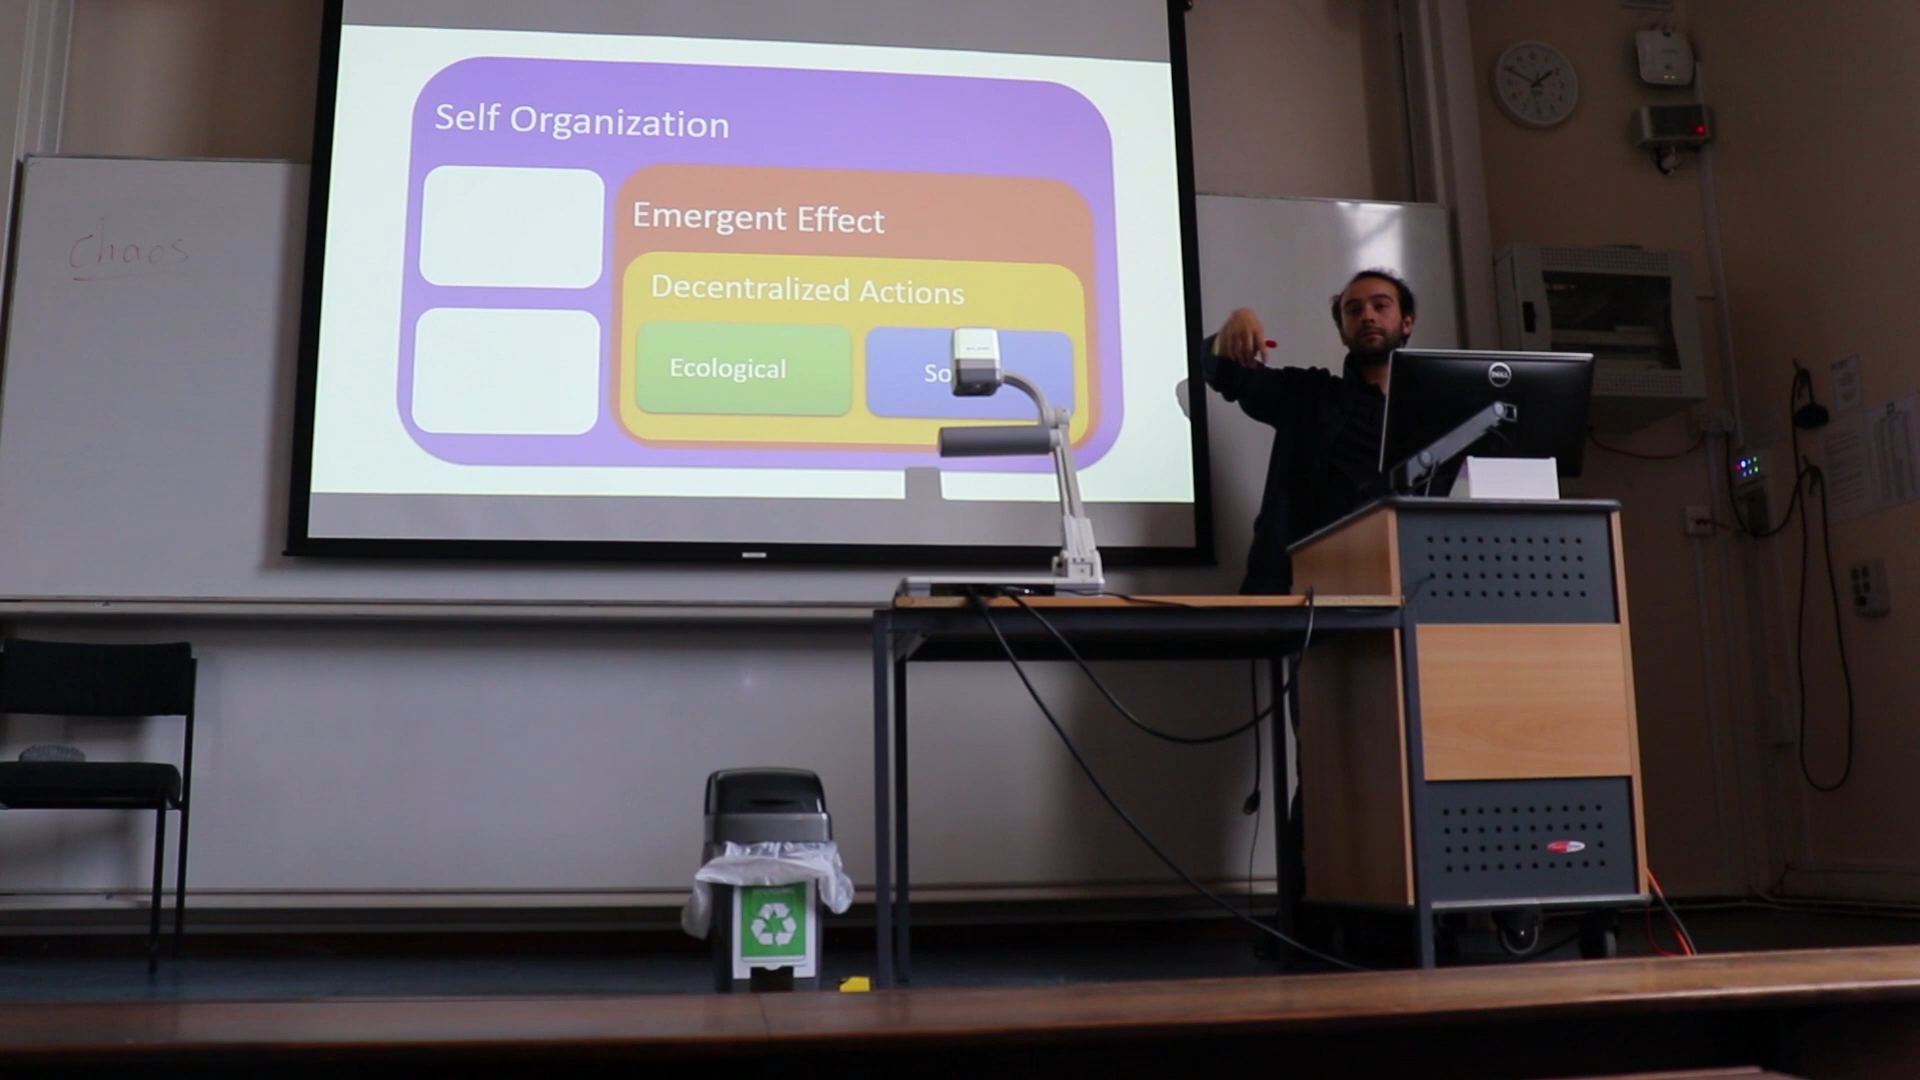 Self Organization
Emergent Effect
Decentralized Actions
Ecological
So
chaos
DELL